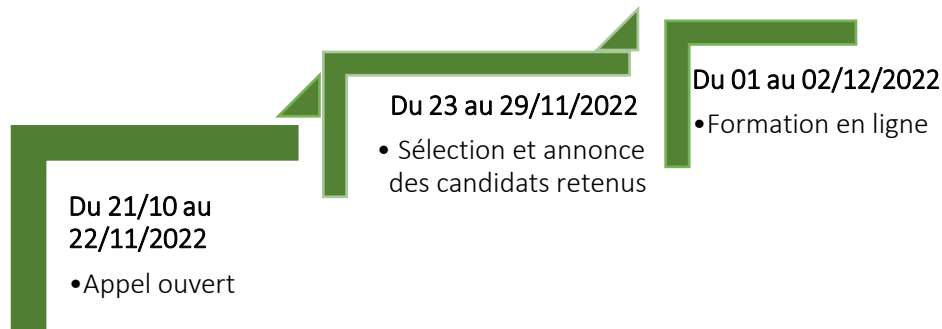 Du 21/10 au
22/11/2022
•Appel ouvert
Du 23 au 29/11/2022
• Sélection et annonce
des candidats retenus
Du 01 au 02/12/2022
•Formation en ligne